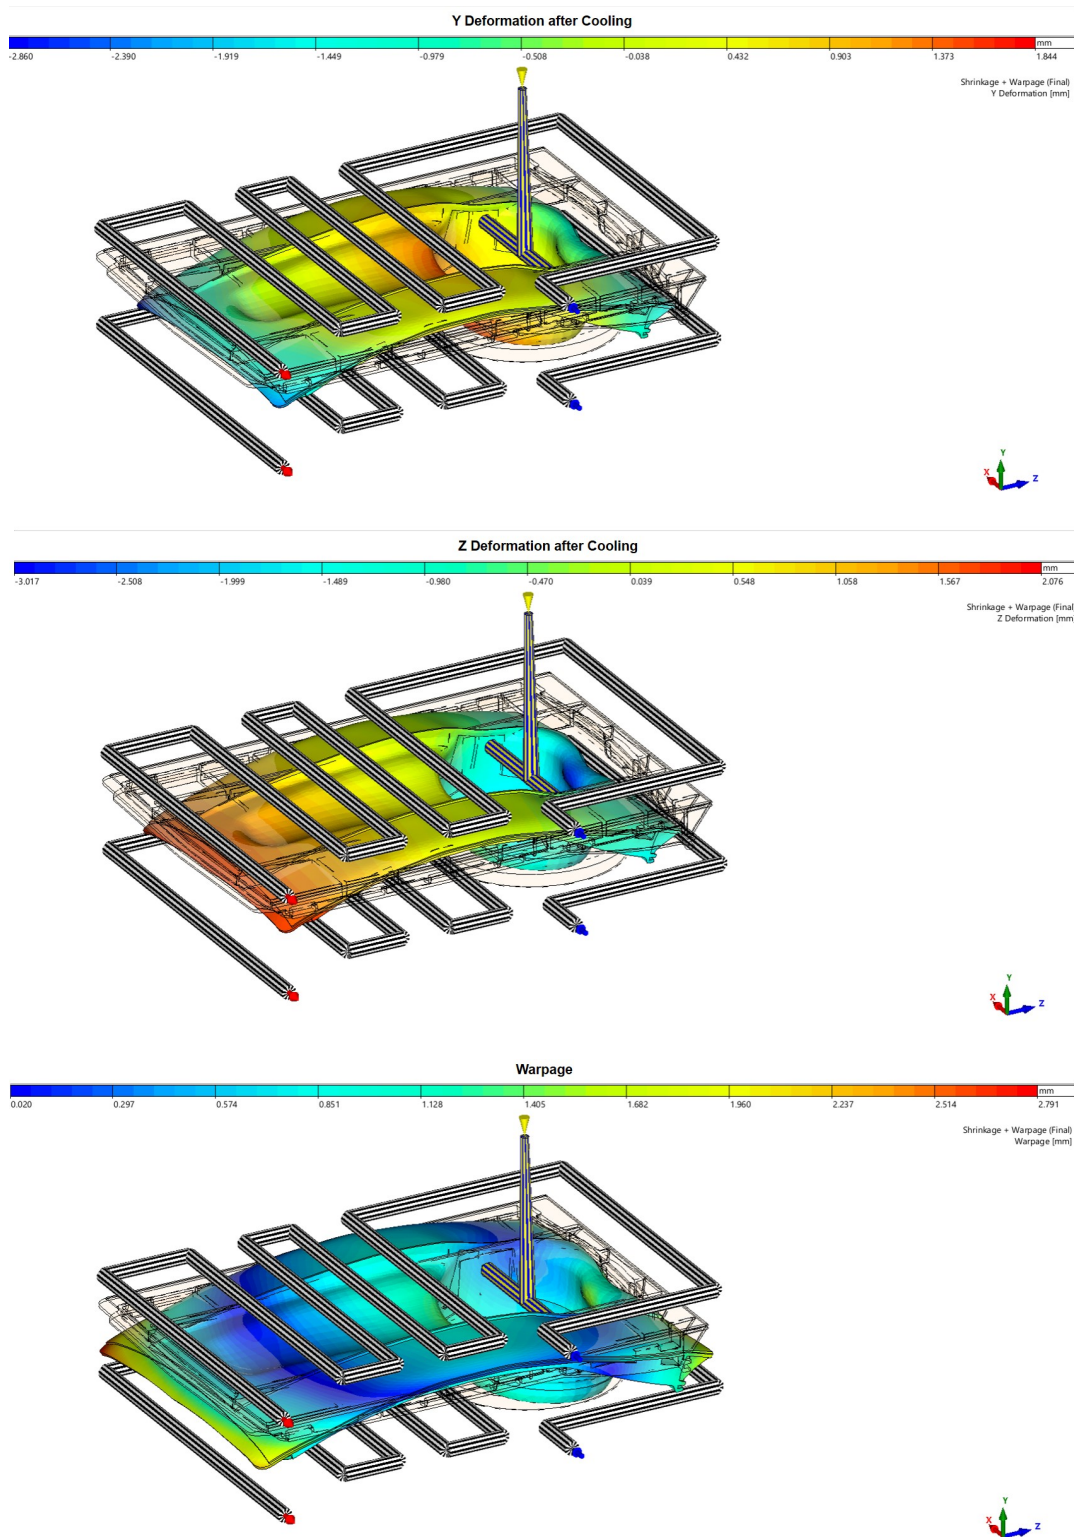 Y Deformation after Cooling
mm
-2.860 -2.390 -1.919 -1.449 -0.979 -0.508 -0.038 0.432 0.903 1.373 1.844
Shrinkage + Warpage (Final)
Y Deformation [mm]
Y
X
Z
Z Deformation after Cooling
mm
-3.017 -2.508 -1.999 -1.489 -0.980 -0.470 0.039 0.548 1.058 1.567 2.076
Shrinkage + Warpage (Final)
Z Deformation [mm]
Y
X
Z
Warpage
mm
0.020 0.297 0.574 0.851 1.128 1.405 1.682 1.960 2.237 2.514 2.791
Shrinkage + Warpage (Final)
Warpage [mm]
Y
X
Z